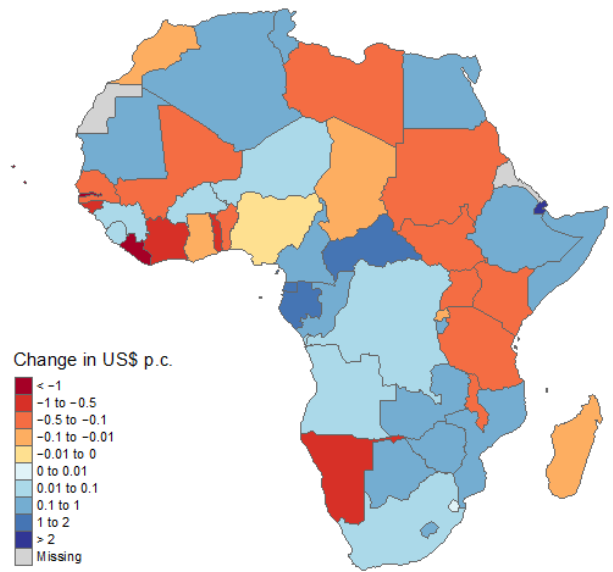 Change in US$ p.c.
< −1
−1 to −0.5
−0.5 to −0.1
−0.1 to −0.01
−0.01 to 0
0 to 0.01
0.01 to 0.1
0.1 to 1
1 to 2
> 2
Missing